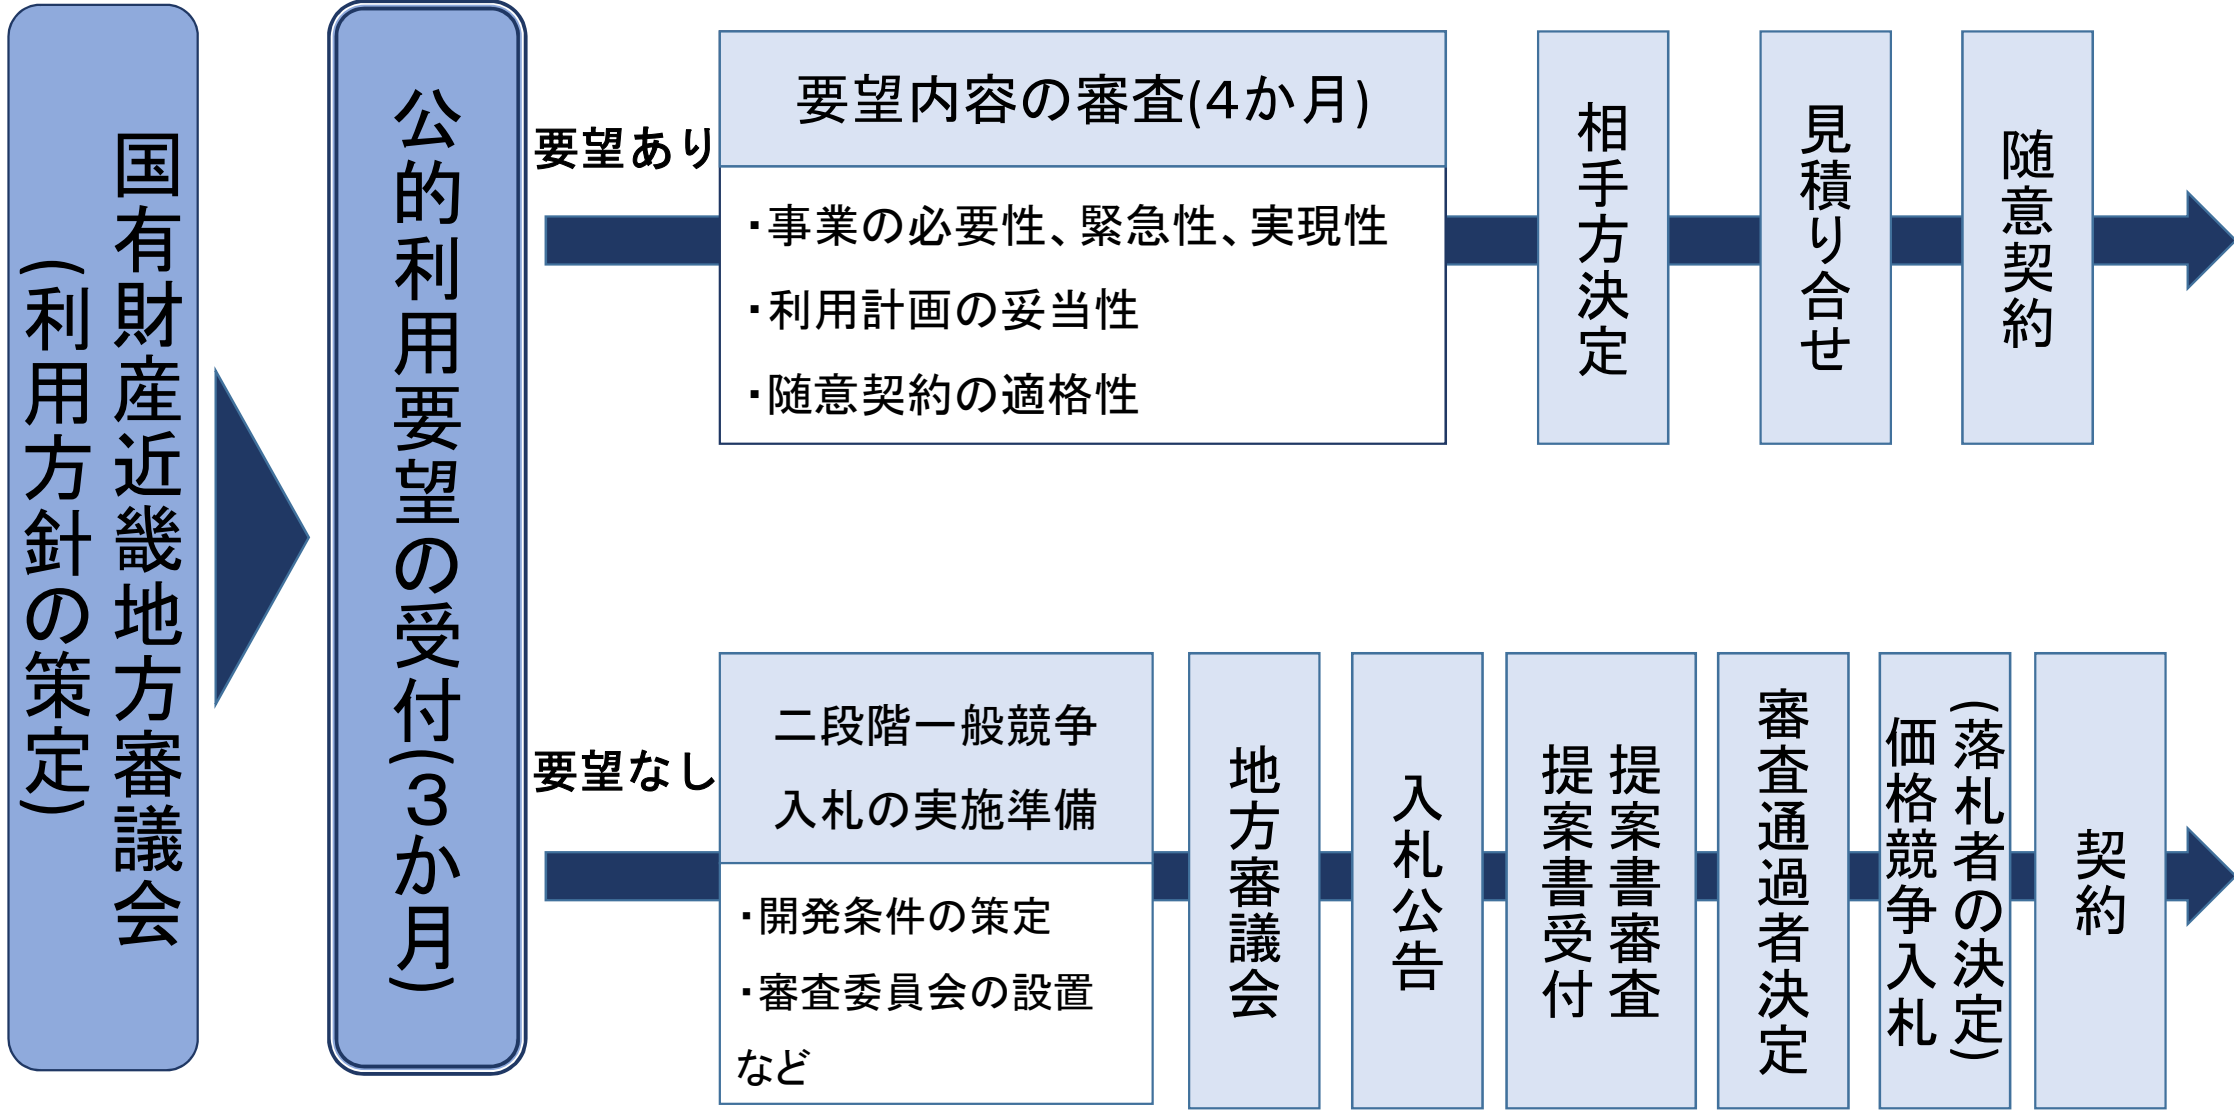 国有財産近畿地方審議会
(利用方針の策定)
公的利用要望の受付(3か月)
要望あり
要望内容の審査(4か月)
・事業の必要性、緊急性、実現性
・利用計画の妥当性
・随意契約の適格性
相手方決定
見積り合せ
随意契約
要望なし
二段階一般競争
入札の実施準備
・開発条件の策定
・審査委員会の設置
など
地方審議会
入札公告
提案書審査
提案書受付
審査通過者決定
(落札者の決定)
価格競争入札
契約